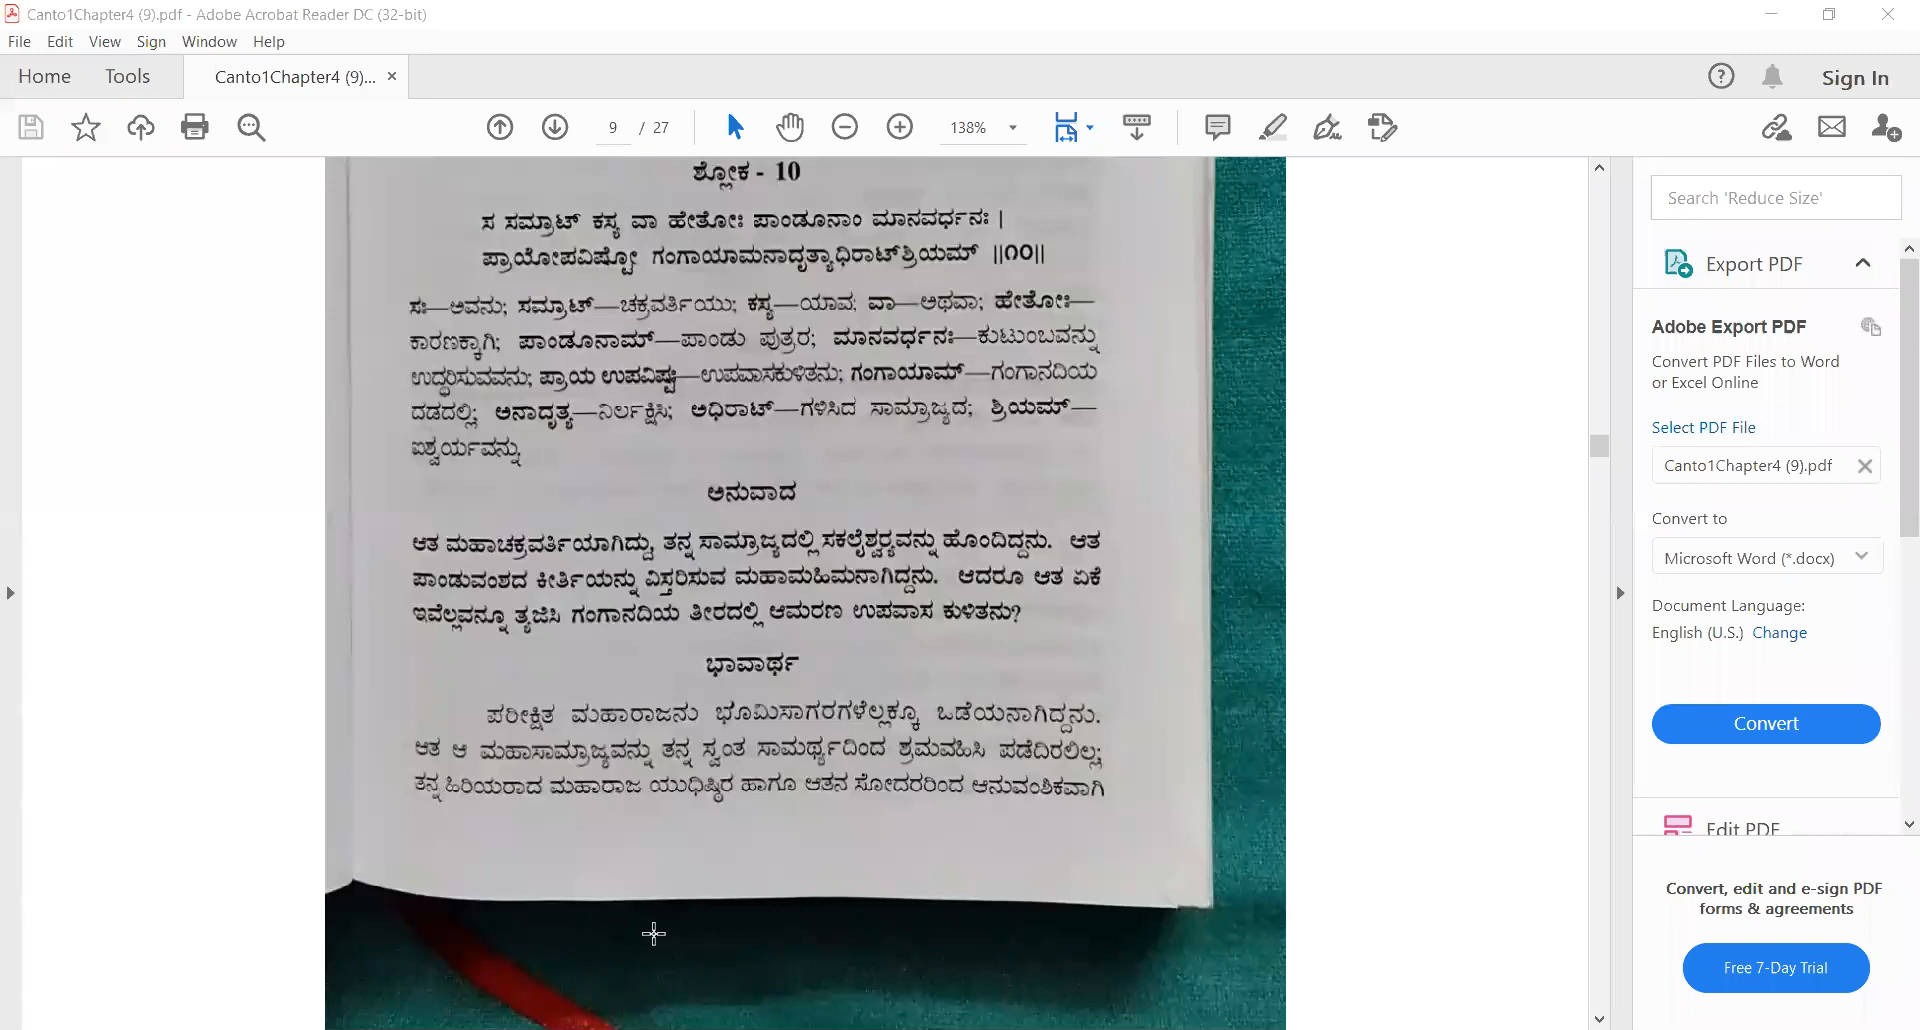 Canto1Chapter4 (9).pdf - Adobe Acrobat Reader DC (32-bit)
File Edit View Sign Window Help
Home Tools Canto1Chapter4 (9)... × Sign In
9 / 27 138%
ಶ್ಲೋಕ - 10
ಸ ಸಮ್ರಾಟ್ ಕಸ್ಯ ವಾ ಹೇತೋಃ ಪಾಂಡೂನಾಂ ಮಾನವರ್ಧನಃ |
ಪ್ರಾಯೋಪವಿಷ್ಟೋ ಗಂಗಾಯಾಮನಾದೃತ್ಯಾಧಿರಾಟ್‌ಶ್ರಿಯಮ್ ||೧೦||
ಸಃ—ಅವನು; ಸಮ್ರಾಟ್—ಚಕ್ರವರ್ತಿಯು; ಕಸ್ಯ—ಯಾವ; ವಾ—ಅಥವಾ; ಹೇತೋಃ—
ಕಾರಣಕ್ಕಾಗಿ; ಪಾಂಡೂನಾಮ್—ಪಾಂಡು ಪುತ್ರರ; ಮಾನವರ್ಧನಃ—ಕುಟುಂಬವನ್ನು
ಉದ್ಧರಿಸುವವನು; ಪ್ರಾಯ ಉಪವಿಷ್ಟಃ—ಉಪವಾಸಕುಳಿತನು; ಗಂಗಾಯಾಮ್—ಗಂಗಾನದಿಯ
ದಡದಲ್ಲಿ; ಅನಾದೃತ್ಯ—ನಿರ್ಲಕ್ಷಿಸಿ; ಅಧಿರಾಟ್—ಗಳಿಸಿದ ಸಾಮ್ರಾಜ್ಯದ; ಶ್ರಿಯಮ್—
ಐಶ್ವರ್ಯವನ್ನು
ಅನುವಾದ
ಆತ ಮಹಾಚಕ್ರವರ್ತಿಯಾಗಿದ್ದು, ತನ್ನ ಸಾಮ್ರಾಜ್ಯದಲ್ಲಿ ಸಕಲೈಶ್ವರ್‍ಯವನ್ನು ಹೊಂದಿದ್ದನು. ಆತ
ಪಾಂಡುವಂಶದ ಕೀರ್ತಿಯನ್ನು ವಿಸ್ತರಿಸುವ ಮಹಾಮಹಿಮನಾಗಿದ್ದನು. ಆದರೂ ಆತ ಏಕೆ
ಇವೆಲ್ಲವನ್ನೂ ತ್ಯಜಿಸಿ ಗಂಗಾನದಿಯ ತೀರದಲ್ಲಿ ಆಮರಣ ಉಪವಾಸ ಕುಳಿತನು?
ಭಾವಾರ್ಥ
ಪರೀಕ್ಷಿತ ಮಹಾರಾಜನು ಭೂಮಿಸಾಗರಗಳೆಲ್ಲಕ್ಕೂ ಒಡೆಯನಾಗಿದ್ದನು.
ಆತ ಆ ಮಹಾಸಾಮ್ರಾಜ್ಯವನ್ನು ತನ್ನ ಸ್ವಂತ ಸಾಮರ್ಥ್ಯದಿಂದ ಶ್ರಮವಹಿಸಿ ಪಡೆದಿರಲಿಲ್ಲ;
ತನ್ನ ಹಿರಿಯರಾದ ಮಹಾರಾಜ ಯುಧಿಷ್ಠಿರ ಹಾಗೂ ಆತನ ಸೋದರರಿಂದ ಆನುವಂಶಿಕವಾಗಿ
Search 'Reduce Size'
Export PDF
Adobe Export PDF
Convert PDF Files to Word
or Excel Online
Select PDF File
Canto1Chapter4 (9).pdf
Convert to
Microsoft Word (*.docx)
Document Language:
English (U.S.) Change
Convert
Edit PDF
Convert, edit and e-sign PDF
forms & agreements
Free 7-Day Trial